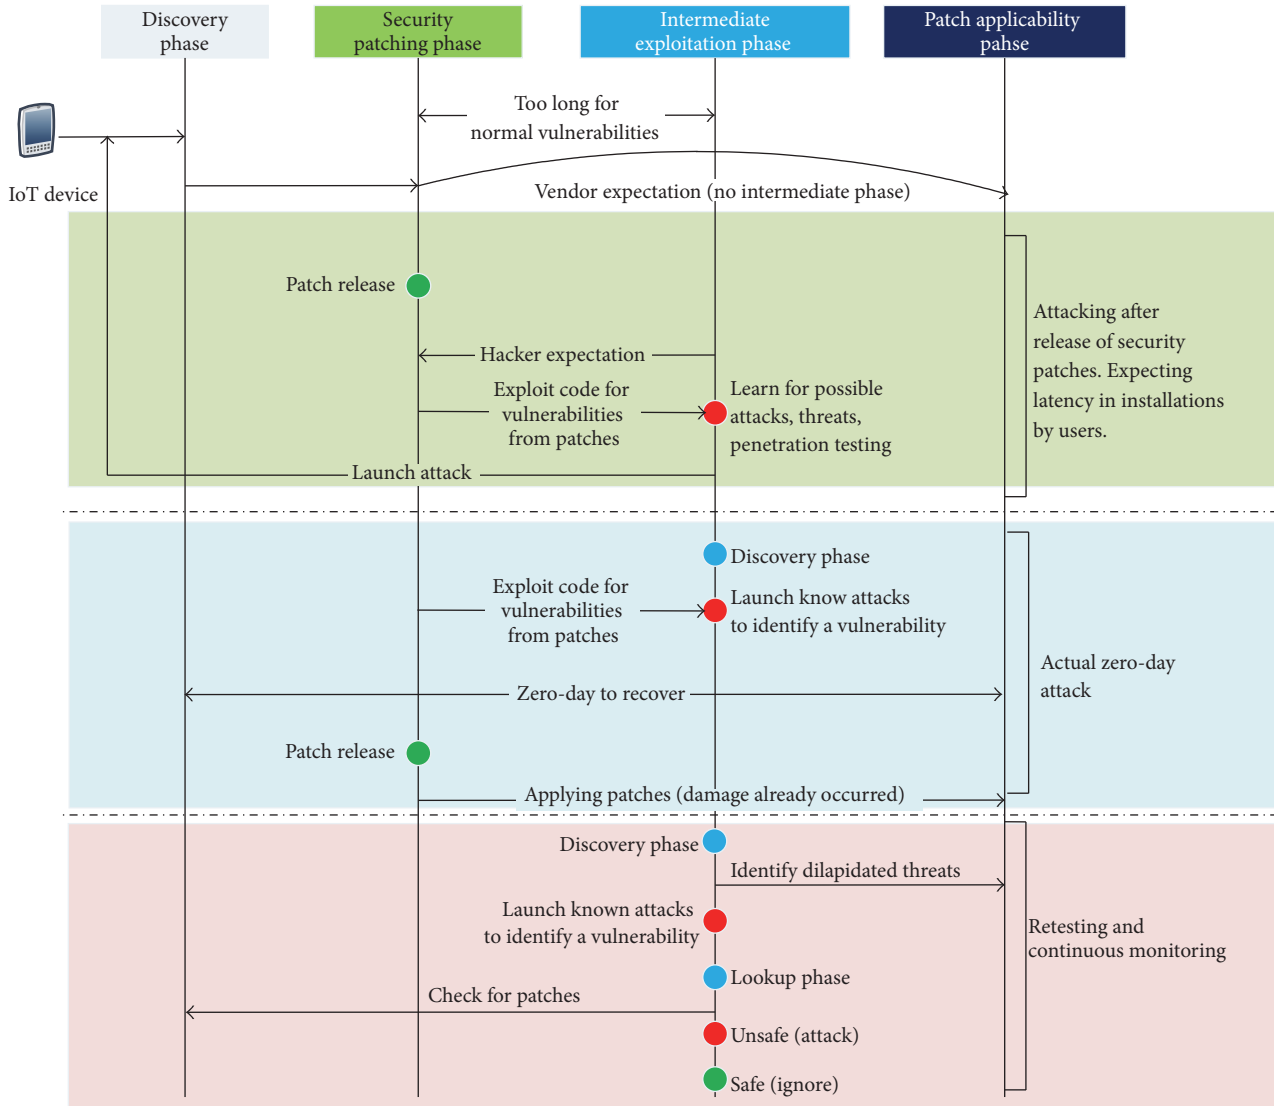 Discovery
phase
Security
patching phase
Intermediate
exploitation phase
Patch applicability
pahse
Too long for
normal vulnerabilities
IoT device
Vendor expectation (no intermediate phase)
Patch release
Hacker expectation
Exploit code for
vulnerabilities
from patches
Learn for possible
attacks, threats,
penetration testing
Launch attack
Attacking after
release of security
patches. Expecting
latency in installations
by users.
Discovery phase
Exploit code for
vulnerabilities
from patches
Launch know attacks
to identify a vulnerability
Zero-day to recover
Actual zero-day
attack
Patch release
Applying patches (damage already occurred)
Discovery phase
Identify dilapidated threats
Launch known attacks
to identify a vulnerability
Retesting and
continuous monitoring
Lookup phase
Check for patches
Unsafe (attack)
Safe (ignore)